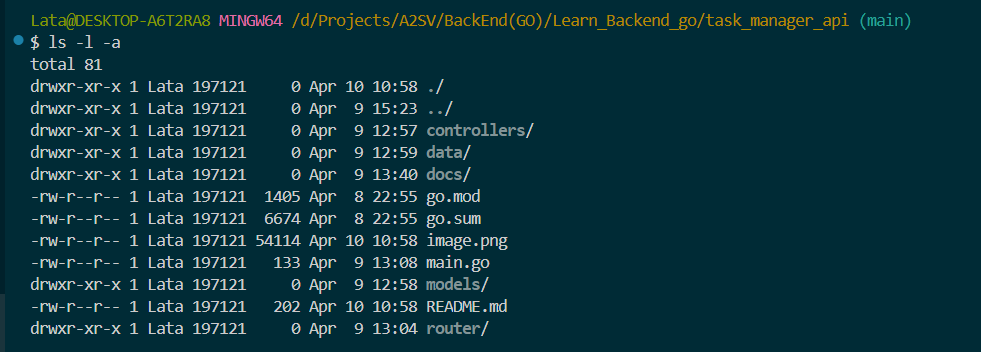 Lata@DESKTOP-A6T2RA8 MINGW64 /d/Projects/A2SV/BackEnd(GO)/Learn_Backend_go/task_manager_api (main)
$ ls -l -a
total 81
drwxr-xr-x 1 Lata 197121     0 Apr 10 10:58 ./
drwxr-xr-x 1 Lata 197121     0 Apr  9 15:23 ../
drwxr-xr-x 1 Lata 197121     0 Apr  9 12:57 controllers/
drwxr-xr-x 1 Lata 197121     0 Apr  9 12:59 data/
drwxr-xr-x 1 Lata 197121     0 Apr  9 13:40 docs/
-rw-r--r-- 1 Lata 197121  1405 Apr  8 22:55 go.mod
-rw-r--r-- 1 Lata 197121  6674 Apr  8 22:55 go.sum
-rw-r--r-- 1 Lata 197121 54114 Apr 10 10:58 image.png
-rw-r--r-- 1 Lata 197121   133 Apr  9 13:08 main.go
drwxr-xr-x 1 Lata 197121     0 Apr  9 12:58 models/
-rw-r--r-- 1 Lata 197121   202 Apr 10 10:58 README.md
drwxr-xr-x 1 Lata 197121     0 Apr  9 13:04 router/